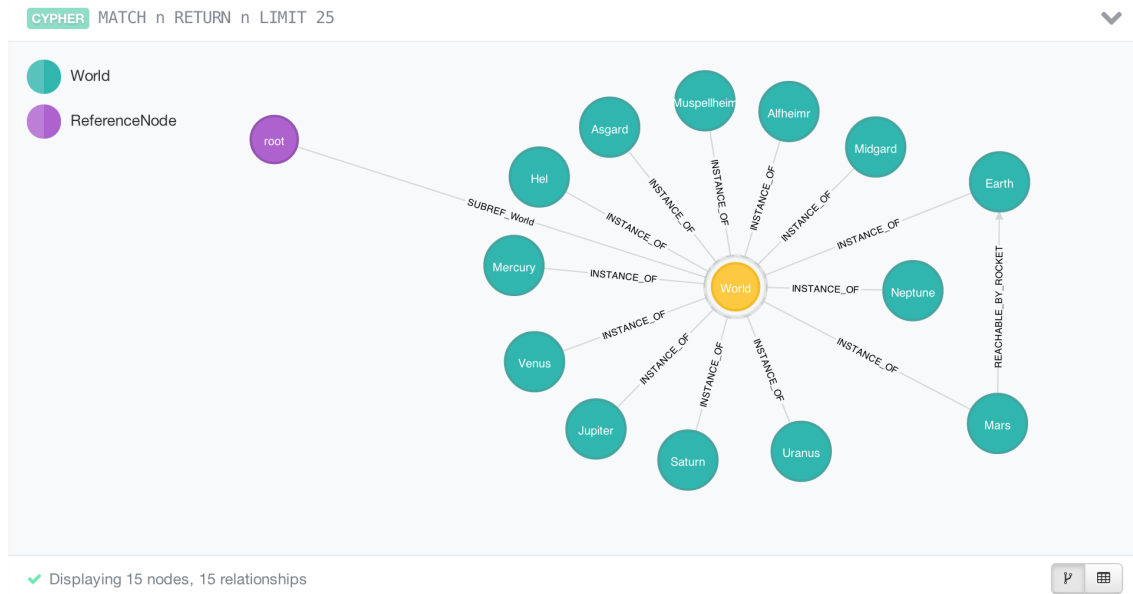 CYPHER MATCH n RETURN n LIMIT 25
World
ReferenceNode
root
Muspellheim
Alfheimr
Asgard
Midgard
Hel
Earth
Mercury
World
Neptune
Venus
Jupiter
Saturn
Uranus
Mars
SUBREF_World
INSTANCE_OF
INSTANCE_OF
INSTANCE_OF
INSTANCE_OF
INSTANCE_OF
INSTANCE_OF
INSTANCE_OF
INSTANCE_OF
INSTANCE_OF
INSTANCE_OF
INSTANCE_OF
INSTANCE_OF
INSTANCE_OF
REACHABLE_BY_ROCKET
Displaying 15 nodes, 15 relationships